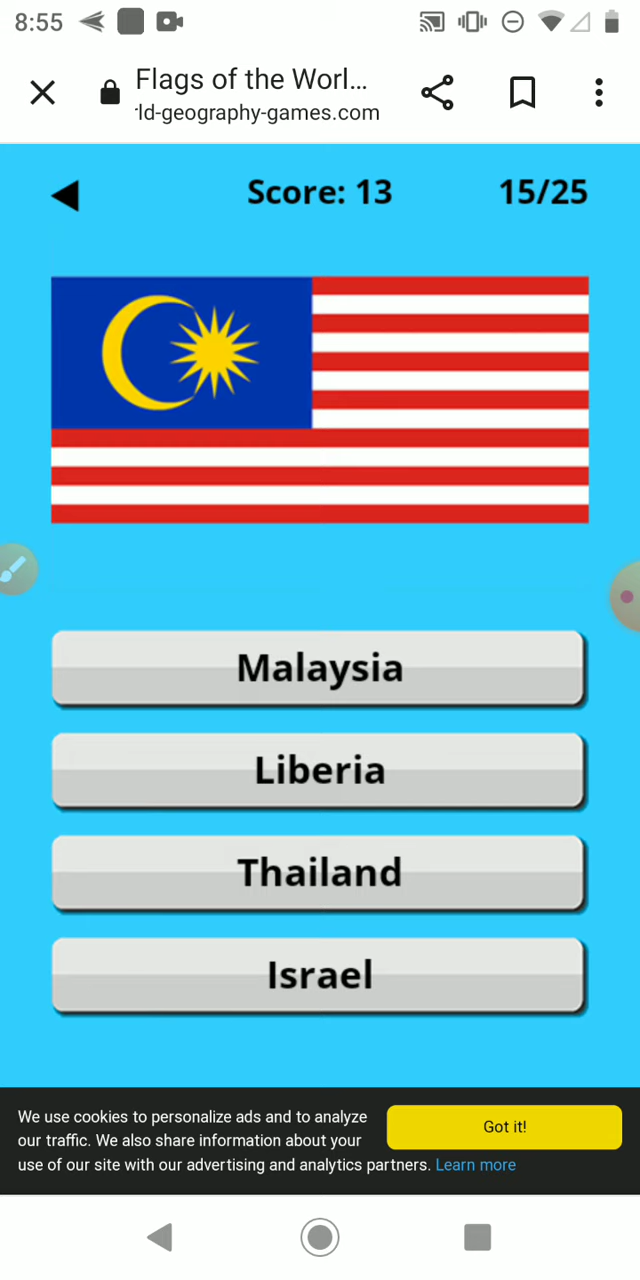 8:55
Flags of the Worl...
rld-geography-games.com
Score: 13 15/25
Malaysia
Liberia
Thailand
Israel
We use cookies to personalize ads and to analyze
our traffic. We also share information about your
use of our site with our advertising and analytics partners. Learn more
Got it!